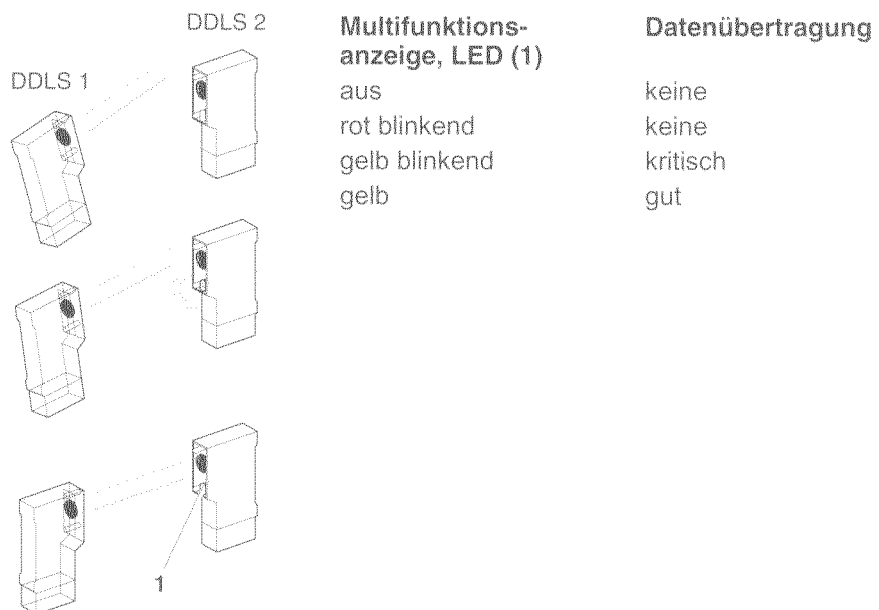 DDLS 2
DDLS 1
Multifunktions-
anzeige, LED (1)
Datenübertragung
aus
keine
rot blinkend
keine
gelb blinkend
kritisch
gelb
gut
1